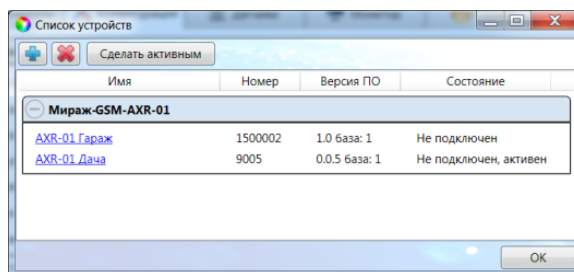 Список устройств
Сделать активным
Имя Номер Версия ПО Состояние
Мираж-GSM-AXR-01
AXR-01 Гараж 1500002 1.0 база: 1 Не подключен
AXR-01 Дача 9005 0.0.5 база: 1 Не подключен, активен
OK